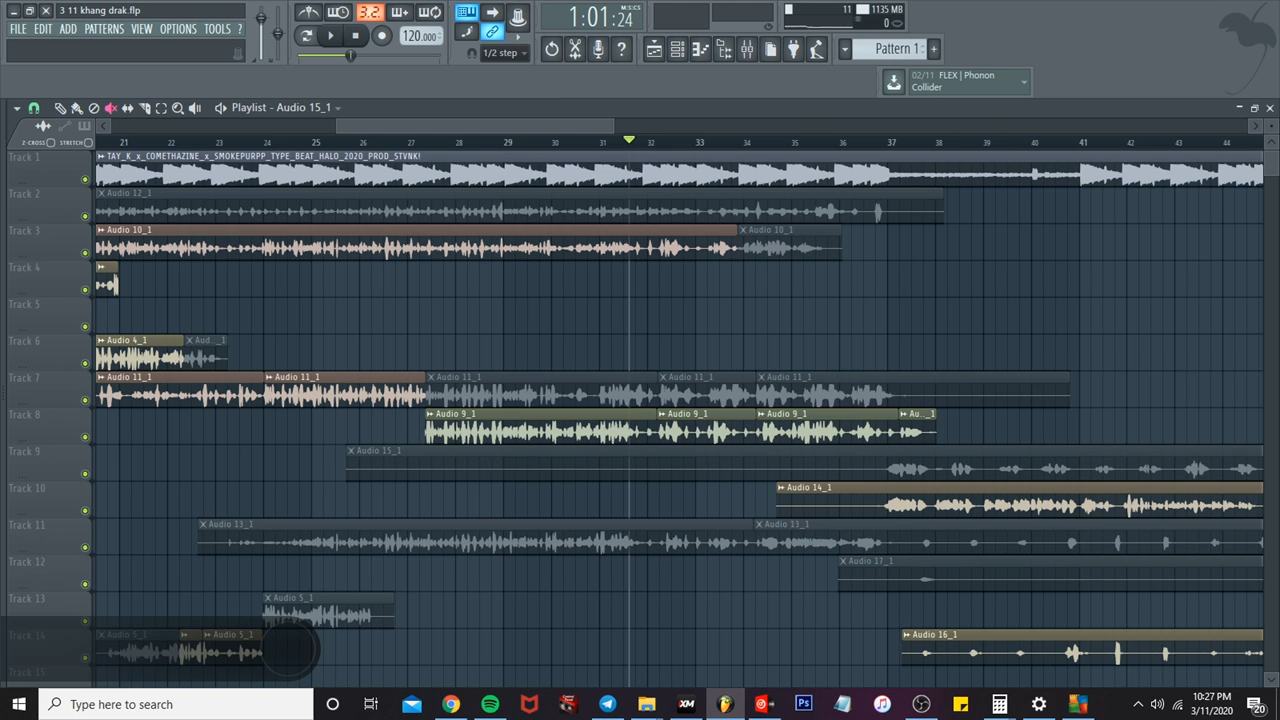 3 11 khang drak.flp
FILE EDIT ADD PATTERNS VIEW OPTIONS TOOLS ?
3.2.
120.000
1:01:24
11
1135 MB
0
1/2 step
Pattern 1
02/11 FLEX | Phonon
Collider
Playlist - Audio 15_1
Z-CROSS STRETCH
21 22 23 24 25 26 27 28 29 30 31 32 33 34 35 36 37 38 39 40 41 42 43 44
Track 1
TAY_K_x_COMETHAZINE_x_SMOKEPURPP_TYPE_BEAT_HALO_2020_PROD_STVNK!
Track 2
Audio 12_1
Track 3
Audio 10_1
Audio 10_1
Track 4
Track 5
Track 6
Audio 4_1
Aud.._1
Track 7
Audio 11_1
Audio 11_1
Audio 11_1
Audio 11_1
Audio 11_1
Track 8
Audio 9_1
Audio 9_1
Audio 9_1
Au.._1
Track 9
Audio 15_1
Track 10
Audio 14_1
Track 11
Audio 13_1
Audio 13_1
Track 12
Audio 17_1
Track 13
Audio 5_1
Track 14
Audio 5_1
Audio 5_1
Audio 16_1
Track 15
Type here to search
10:27 PM
3/11/2020
20